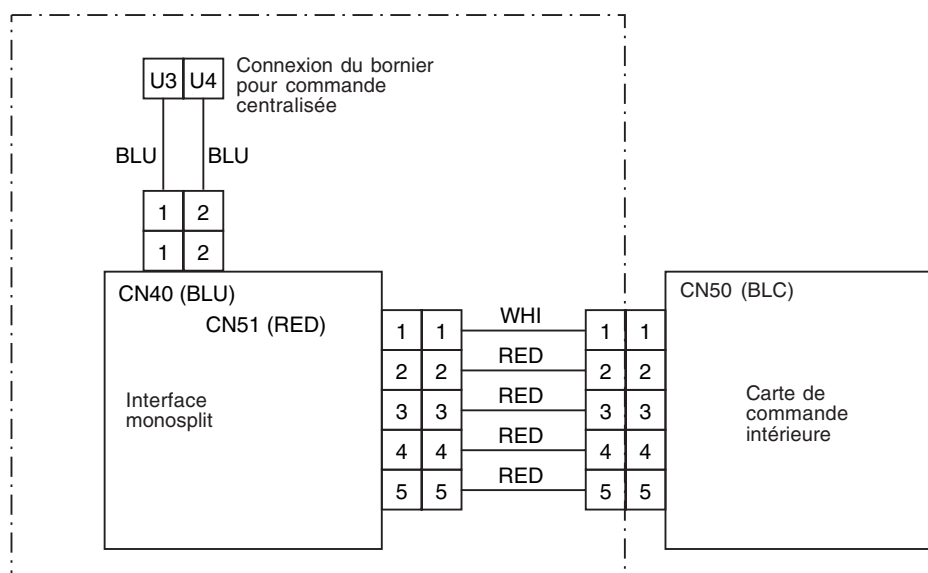 U3 U4
Connexion du bornier
pour commande
centralisée
BLU BLU
1 2
1 2
CN40 (BLU)
CN51 (RED)
CN50 (BLC)
1 1 WHI 1 1
2 2 RED 2 2
3 3 RED 3 3
4 4 RED 4 4
5 5 RED 5 5
Interface
monosplit
Carte de
commande
intérieure